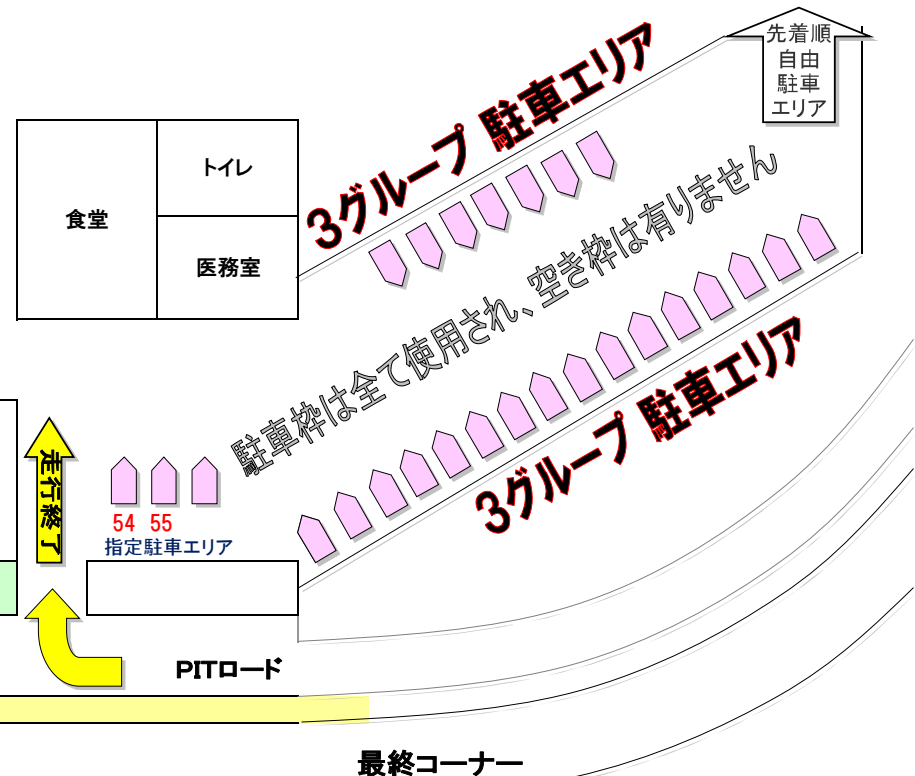 先着順
自由
駐車
エリア
3グループ 駐車エリア
トイレ
食堂
医務室
駐車枠は全て使用され、空き枠は有りません
3グループ 駐車エリア
走行終了
54 55
指定駐車エリア
PITロード
最終コーナー